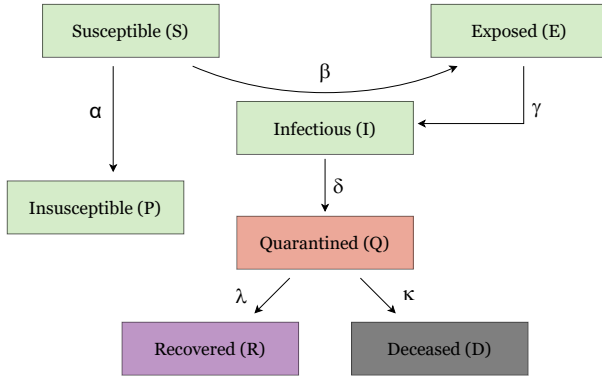 Susceptible (S)
Exposed (E)
β
α
γ
Infectious (I)
δ
Insusceptible (P)
Quarantined (Q)
λ
κ
Recovered (R)
Deceased (D)